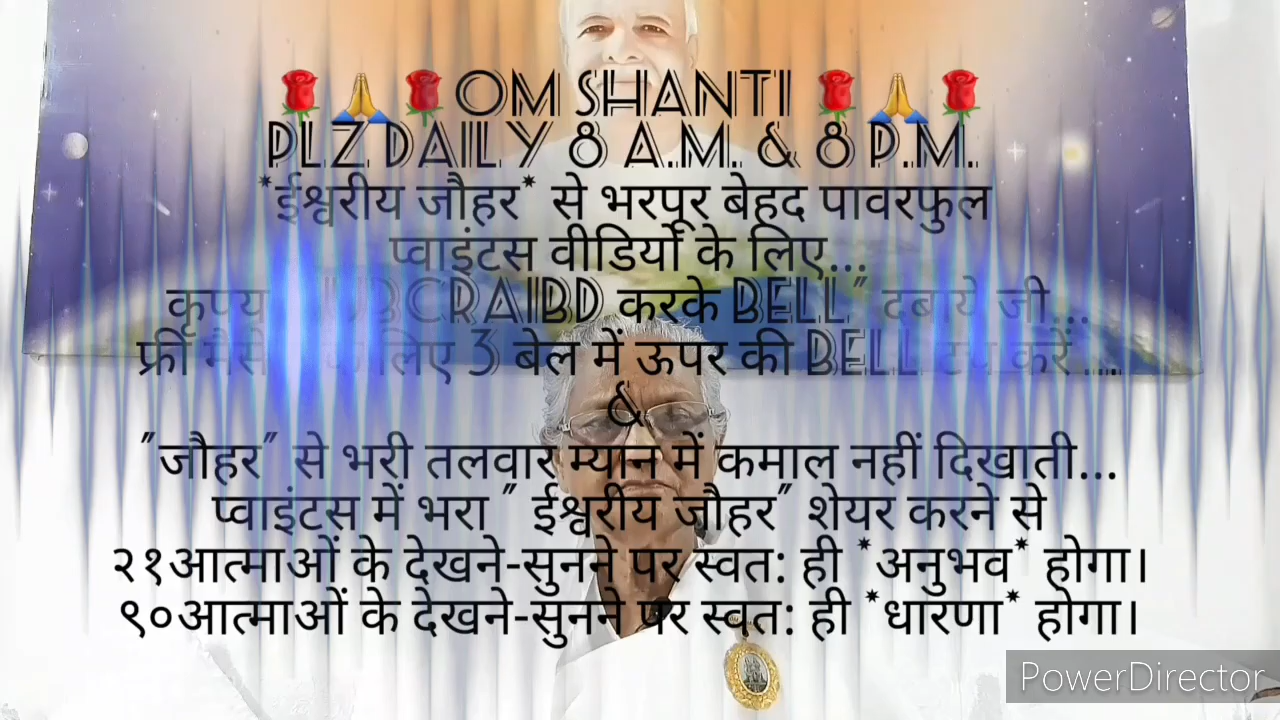 🌹🙏🌹OM SHANTI 🌹🙏🌹
PLZ DAILY 8 A.M. & 8 P.M.
*ईश्वरीय जौहर* से भरपूर बेहद पावरफुल
प्वाइंटस वीडियो के लिए...
कृपय करके BELL" दबाये जी...
फ्री लिए 3 बेल में ऊपर की BELL करें....
&
"जौहर" से भरी तलवार म्यान में कमाल नहीं दिखाती...
प्वाइंटस में भरा " ईश्वरीय जौहर" शेयर करने से
२१आत्माओं के देखने-सुनने पर स्वत: ही *अनुभव* होगा।
९०आत्माओं के देखने-सुनने पर स्वत: ही *धारणा* होगा।
PowerDirector